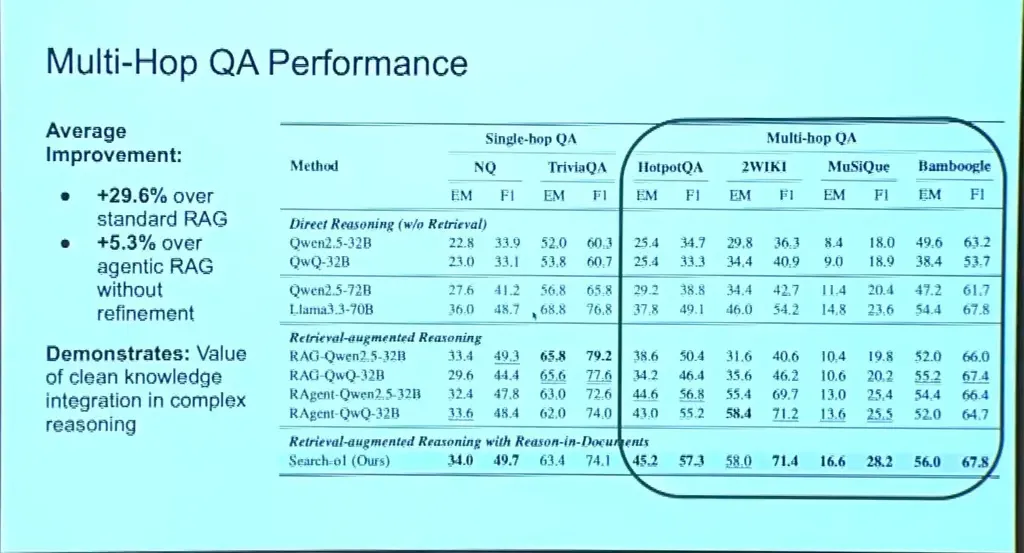 Multi-Hop QA Performance
Average
Improvement:
• +29.6% over
standard RAG
• +5.3% over
agentic RAG
without
refinement
Demonstrates: Value
of clean knowledge
integration in complex
reasoning
Single-hop QA Multi-hop QA
Method NQ TriviaQA HotpotQA 2WIKI MuSiQue Bamboogle
EM F1 EM F1 EM F1 EM F1 EM F1 EM F1
Direct Reasoning (w/o Retrieval)
Qwen2.5-32B 22.8 33.9 52.0 60.3 25.4 34.7 29.8 36.3 8.4 18.0 49.6 63.2
QwQ-32B 23.0 33.1 53.8 60.7 25.4 33.3 34.4 40.9 9.0 18.9 38.4 53.7
Qwen2.5-72B 27.6 41.2 56.8 65.8 29.2 38.8 34.4 42.7 11.4 20.4 47.2 61.7
Llama3.3-70B 36.0 48.7 68.8 76.8 37.8 49.1 46.0 54.2 14.8 23.6 54.4 67.8
Retrieval-augmented Reasoning
RAG-Qwen2.5-32B 33.4 49.3 65.8 79.2 38.6 50.4 31.6 40.6 10.4 19.8 52.0 66.0
RAG-QwQ-32B 29.6 44.4 65.6 77.6 34.2 46.4 35.6 46.2 10.6 20.2 55.2 67.4
RAgent-Qwen2.5-32B 32.4 47.8 63.0 72.6 44.6 56.8 55.4 69.7 13.0 25.4 54.4 66.4
RAgent-QwQ-32B 33.6 48.4 62.0 74.0 43.0 55.2 58.4 71.2 13.6 25.5 52.0 64.7
Retrieval-augmented Reasoning with Reason-in-Documents
Search-o1 (Ours) 34.0 49.7 63.4 74.1 45.2 57.3 58.0 71.4 16.6 28.2 56.0 67.8